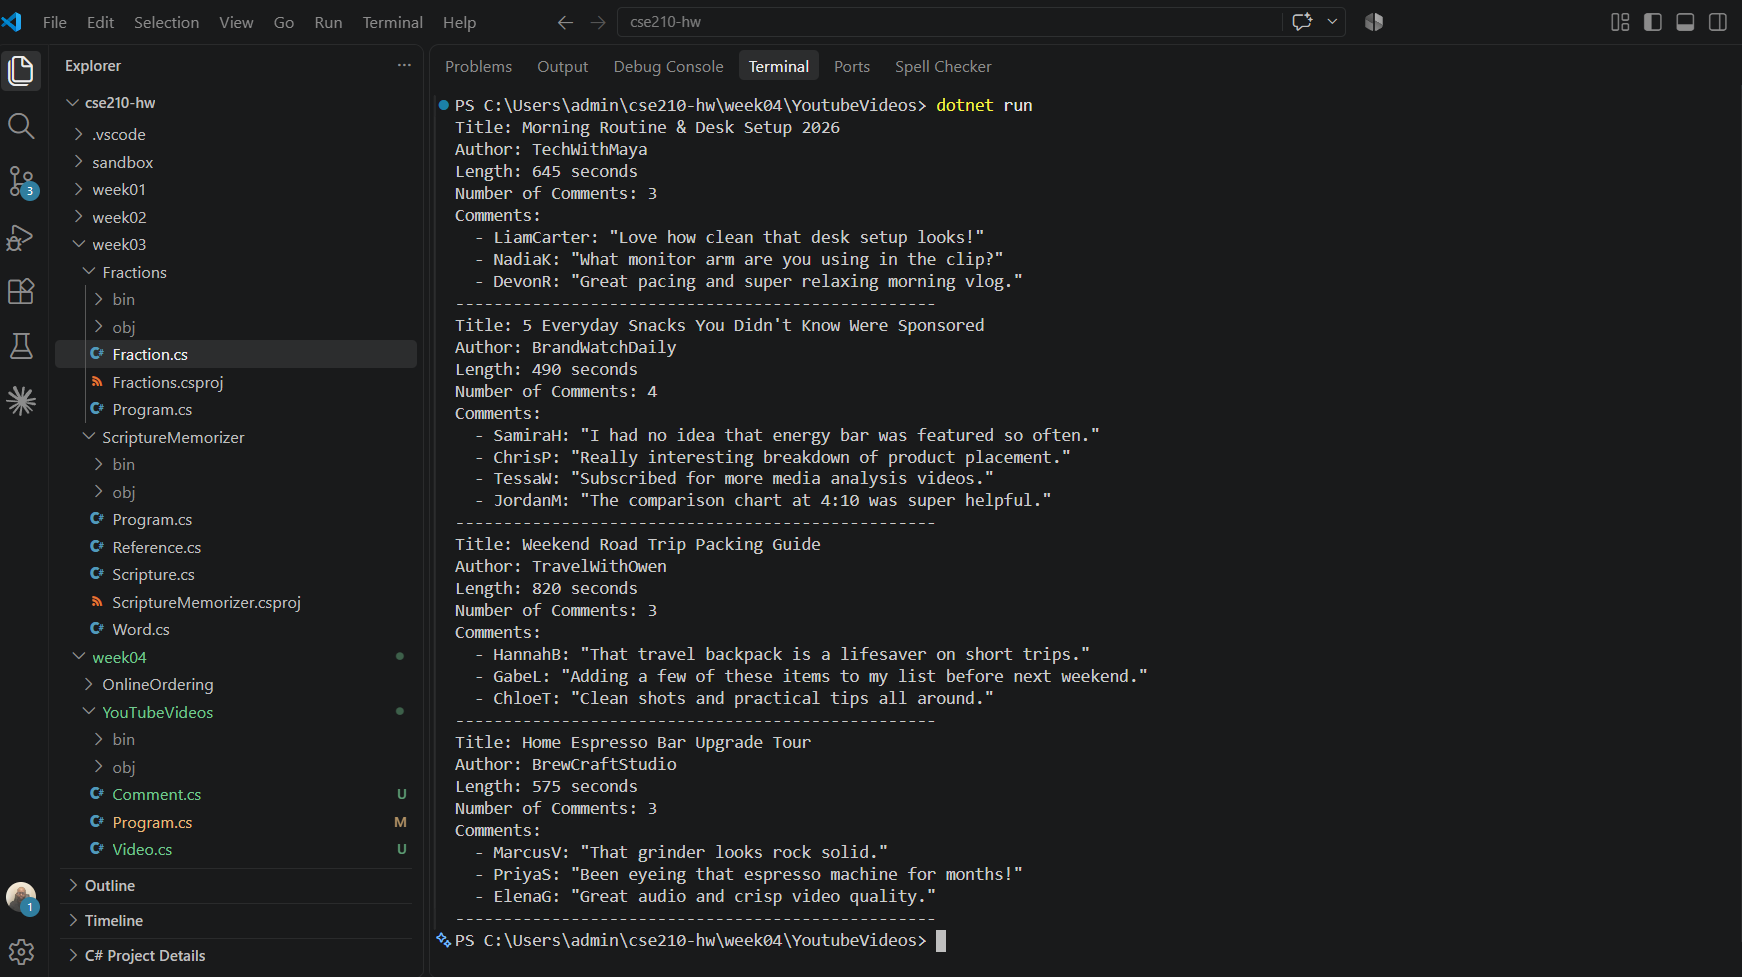 File Edit Selection View Go Run Terminal Help
cse210-hw
Explorer
cse210-hw
.vscode
sandbox
week01
week02
week03
Fractions
bin
obj
C# Fraction.cs
Fractions.csproj
C# Program.cs
ScriptureMemorizer
bin
obj
C# Program.cs
C# Reference.cs
C# Scripture.cs
ScriptureMemorizer.csproj
C# Word.cs
week04
OnlineOrdering
YouTubeVideos
bin
obj
C# Comment.cs U
C# Program.cs M
C# Video.cs U
Outline
Timeline
C# Project Details
3
1
Problems Output Debug Console Terminal Ports Spell Checker
PS C:\Users\admin\cse210-hw\week04\YoutubeVideos> dotnet run
Title: Morning Routine & Desk Setup 2026
Author: TechWithMaya
Length: 645 seconds
Number of Comments: 3
Comments:
- LiamCarter: "Love how clean that desk setup looks!"
- NadiaK: "What monitor arm are you using in the clip?"
- DevonR: "Great pacing and super relaxing morning vlog."
--------------------------------------------------
Title: 5 Everyday Snacks You Didn't Know Were Sponsored
Author: BrandWatchDaily
Length: 490 seconds
Number of Comments: 4
Comments:
- SamiraH: "I had no idea that energy bar was featured so often."
- ChrisP: "Really interesting breakdown of product placement."
- TessaW: "Subscribed for more media analysis videos."
- JordanM: "The comparison chart at 4:10 was super helpful."
--------------------------------------------------
Title: Weekend Road Trip Packing Guide
Author: TravelWithOwen
Length: 820 seconds
Number of Comments: 3
Comments:
- HannahB: "That travel backpack is a lifesaver on short trips."
- GabeL: "Adding a few of these items to my list before next weekend."
- ChloeT: "Clean shots and practical tips all around."
--------------------------------------------------
Title: Home Espresso Bar Upgrade Tour
Author: BrewCraftStudio
Length: 575 seconds
Number of Comments: 3
Comments:
- MarcusV: "That grinder looks rock solid."
- PriyaS: "Been eyeing that espresso machine for months!"
- ElenaG: "Great audio and crisp video quality."
--------------------------------------------------
PS C:\Users\admin\cse210-hw\week04\YoutubeVideos>